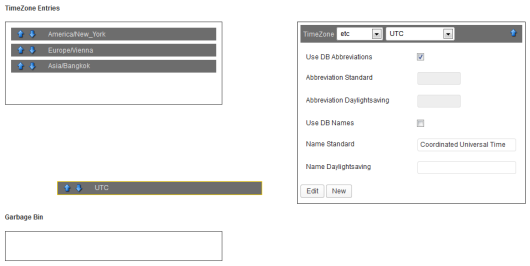 TimeZone Entries
America/New_York
Europe/Vienna
Asia/Bangkok
UTC
Garbage Bin
TimeZone etc UTC
Use DB Abbreviations
Abbreviation Standard
Abbreviation Daylightsaving
Use DB Names
Name Standard Coordinated Universal Time
Name Daylightsaving
Edit New